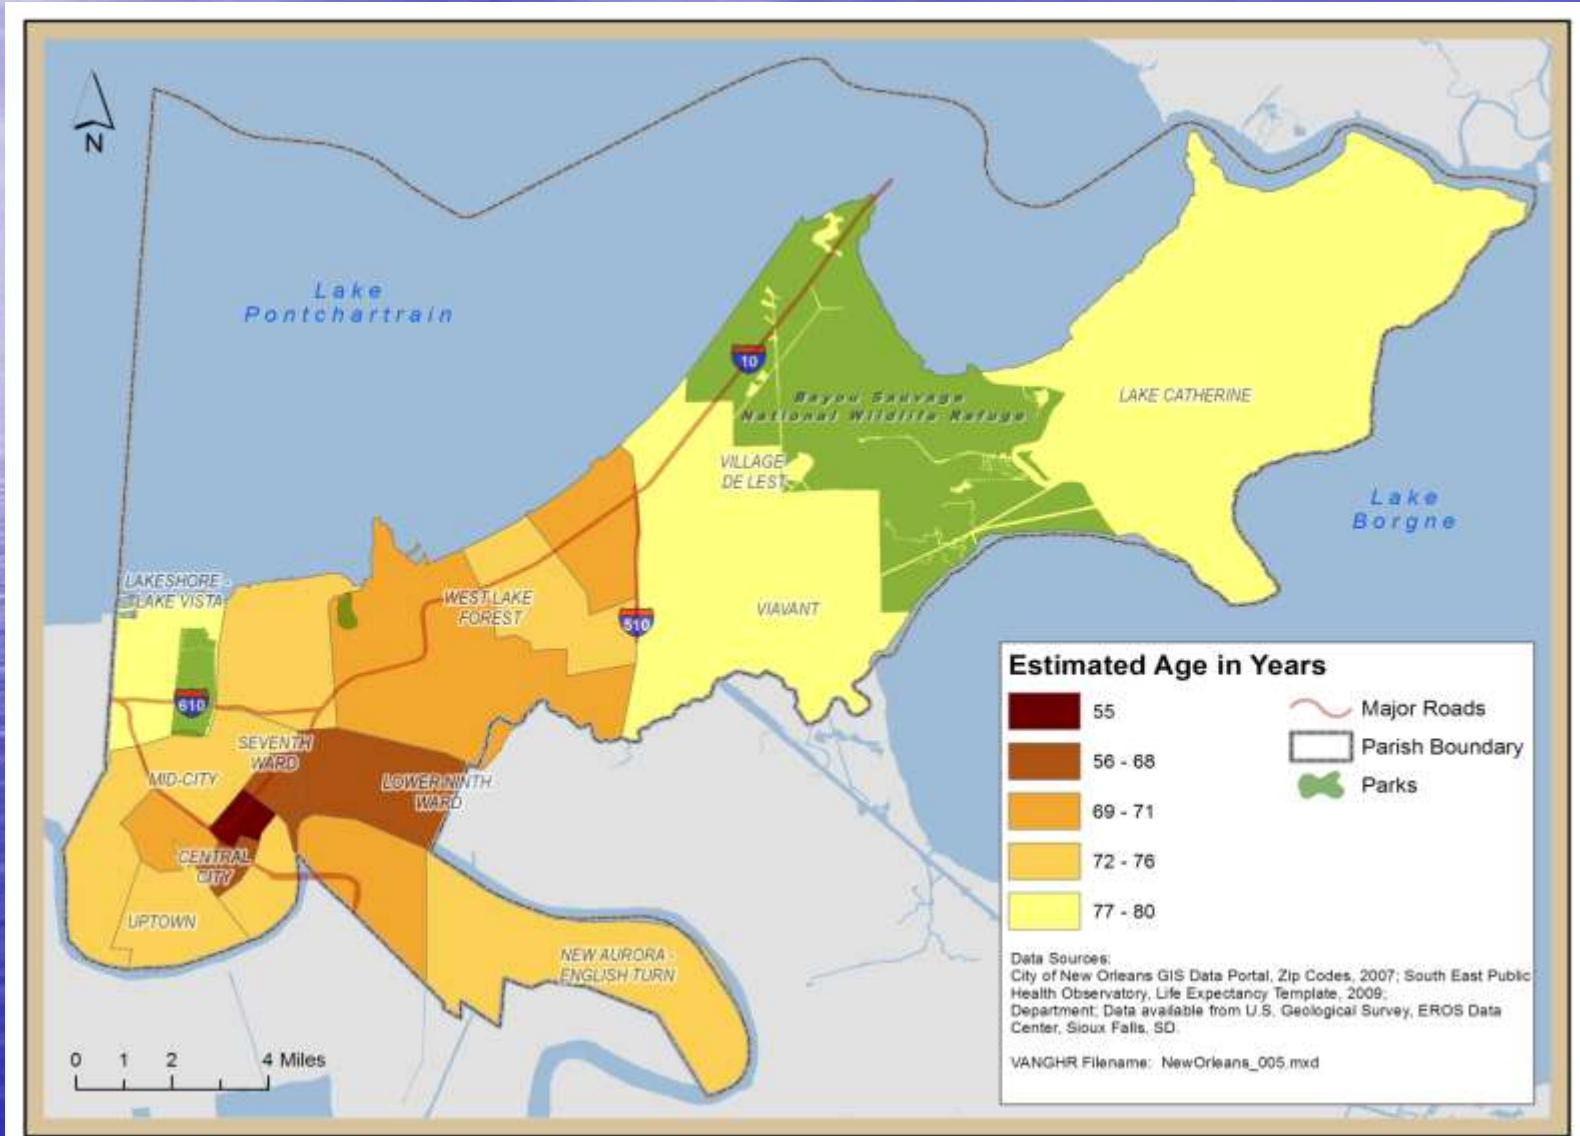 N
Lake
Pontchartrain
10
Bayou Sauvage
National Wildlife Refuge
LAKE CATHERINE
VILLAGE
DE LEST
Lake
Borgne
LAKESHORE -
LAKE VISTA
WEST LAKE
FOREST
VIAVANT
510
610
SEVENTH
WARD
MID-CITY
LOWER NINTH
WARD
CENTRAL
CITY
UPTOWN
NEW AURORA -
ENGLISH TURN
0 1 2 4 Miles
Estimated Age in Years
55
56 - 68
69 - 71
72 - 76
77 - 80
Major Roads
Parish Boundary
Parks
Data Sources:
City of New Orleans GIS Data Portal, Zip Codes, 2007; South East Public
Health Observatory, Life Expectancy Template, 2009;
Department; Data available from U.S. Geological Survey, EROS Data
Center, Sioux Falls, SD.
VANGHR Filename: NewOrleans_005.mxd